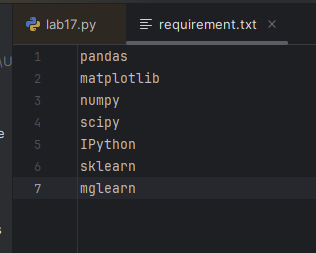 \U
lab17.py
requirement.txt
1 pandas
2 matplotlib
3 numpy
4 scipy
5 IPython
6 sklearn
7 mglearn
e
s